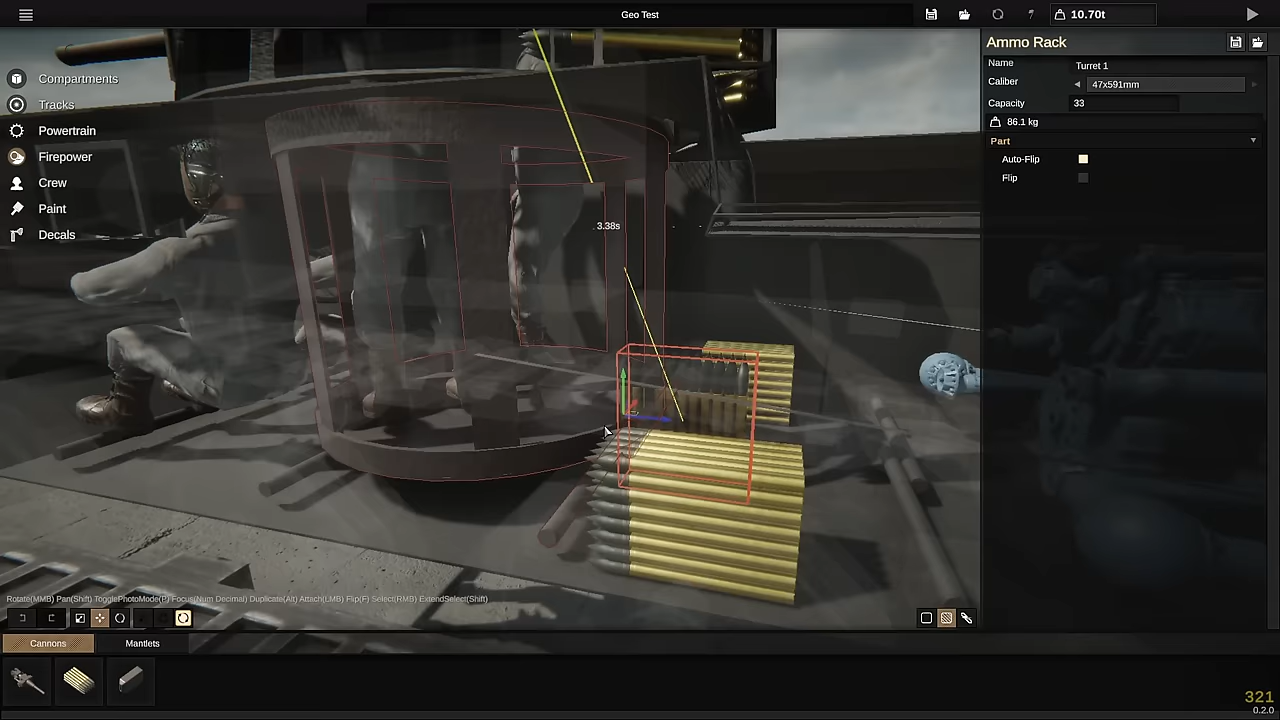 Geo Test
10.70t
Compartments
Tracks
Powertrain
Firepower
Crew
Paint
Decals
Ammo Rack
Name Turret 1
Caliber 47x591mm
Capacity 33
86.1 kg
Part
Auto-Flip
Flip
3.38s
Rotate(MMB) Pan(Shift) TogglePhotoMode(P) Focus(Num Decimal) Duplicate(Alt) Attach(LMB) Flip(F) Select(RMB) ExtendSelect(Shift)
Cannons Mantlets
321
0.2.0